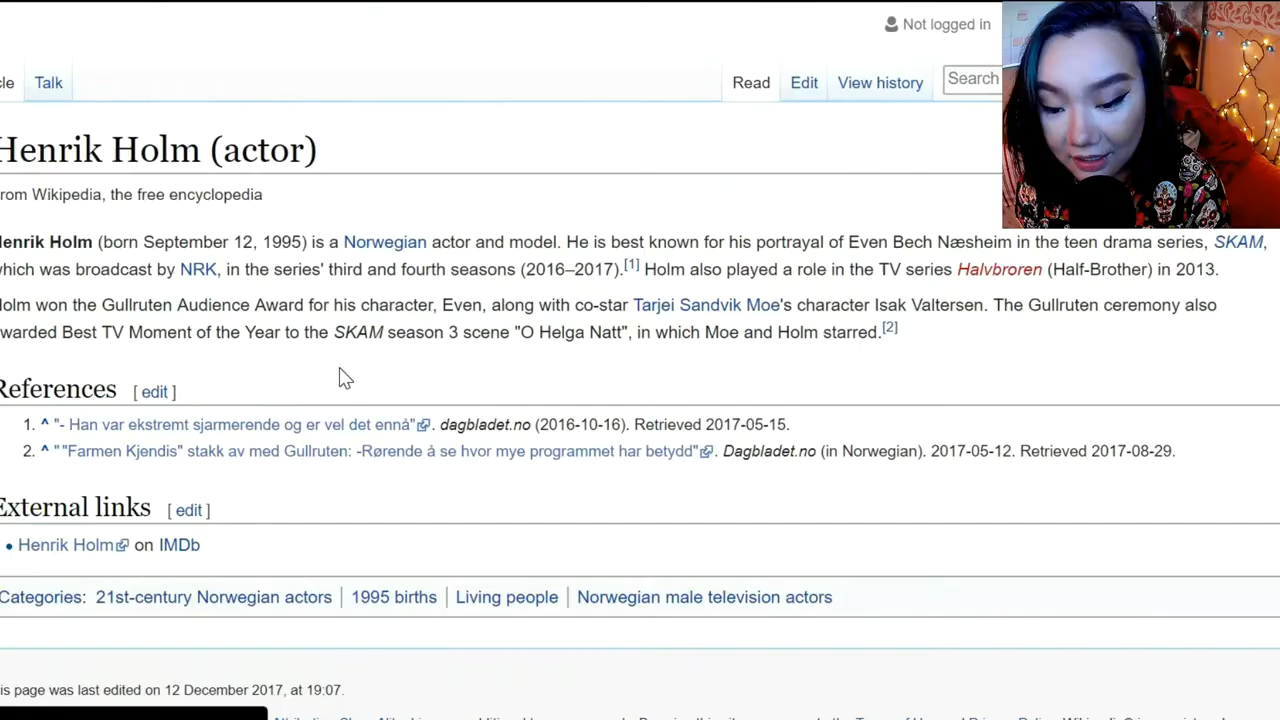 Not logged in
cle Talk Read Edit View history Search
Henrik Holm (actor)
rom Wikipedia, the free encyclopedia
enrik Holm (born September 12, 1995) is a Norwegian actor and model. He is best known for his portrayal of Even Bech Næsheim in the teen drama series, SKAM,
which was broadcast by NRK, in the series' third and fourth seasons (2016–2017).[1] Holm also played a role in the TV series Halvbroren (Half-Brother) in 2013.
olm won the Gullruten Audience Award for his character, Even, along with co-star Tarjei Sandvik Moe's character Isak Valtersen. The Gullruten ceremony also
warded Best TV Moment of the Year to the SKAM season 3 scene "O Helga Natt", in which Moe and Holm starred.[2]
References [ edit ]
1. ^ "- Han var ekstremt sjarmerende og er vel det ennå". dagbladet.no (2016-10-16). Retrieved 2017-05-15.
2. ^ ""Farmen Kjendis" stakk av med Gullruten: -Rørende å se hvor mye programmet har betydd". Dagbladet.no (in Norwegian). 2017-05-12. Retrieved 2017-08-29.
External links [ edit ]
• Henrik Holm on IMDb
Categories: 21st-century Norwegian actors | 1995 births | Living people | Norwegian male television actors
is page was last edited on 12 December 2017, at 19:07.